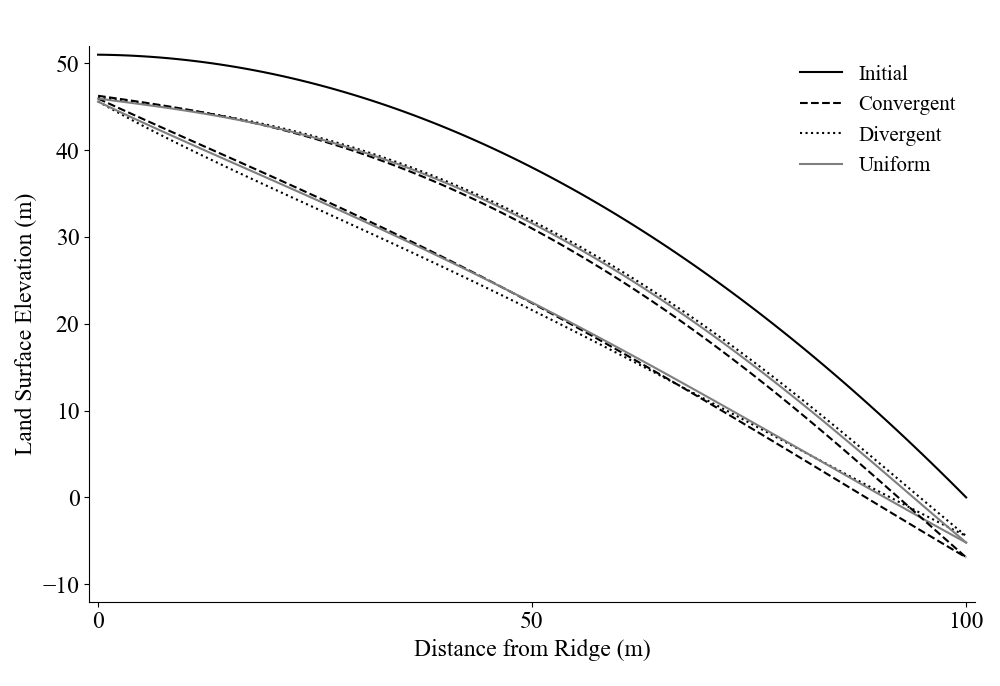 Initial
Convergent
Divergent
Uniform
Land Surface Elevation (m)
50
40
30
20
10
0
−10
0 50 100
Distance from Ridge (m)